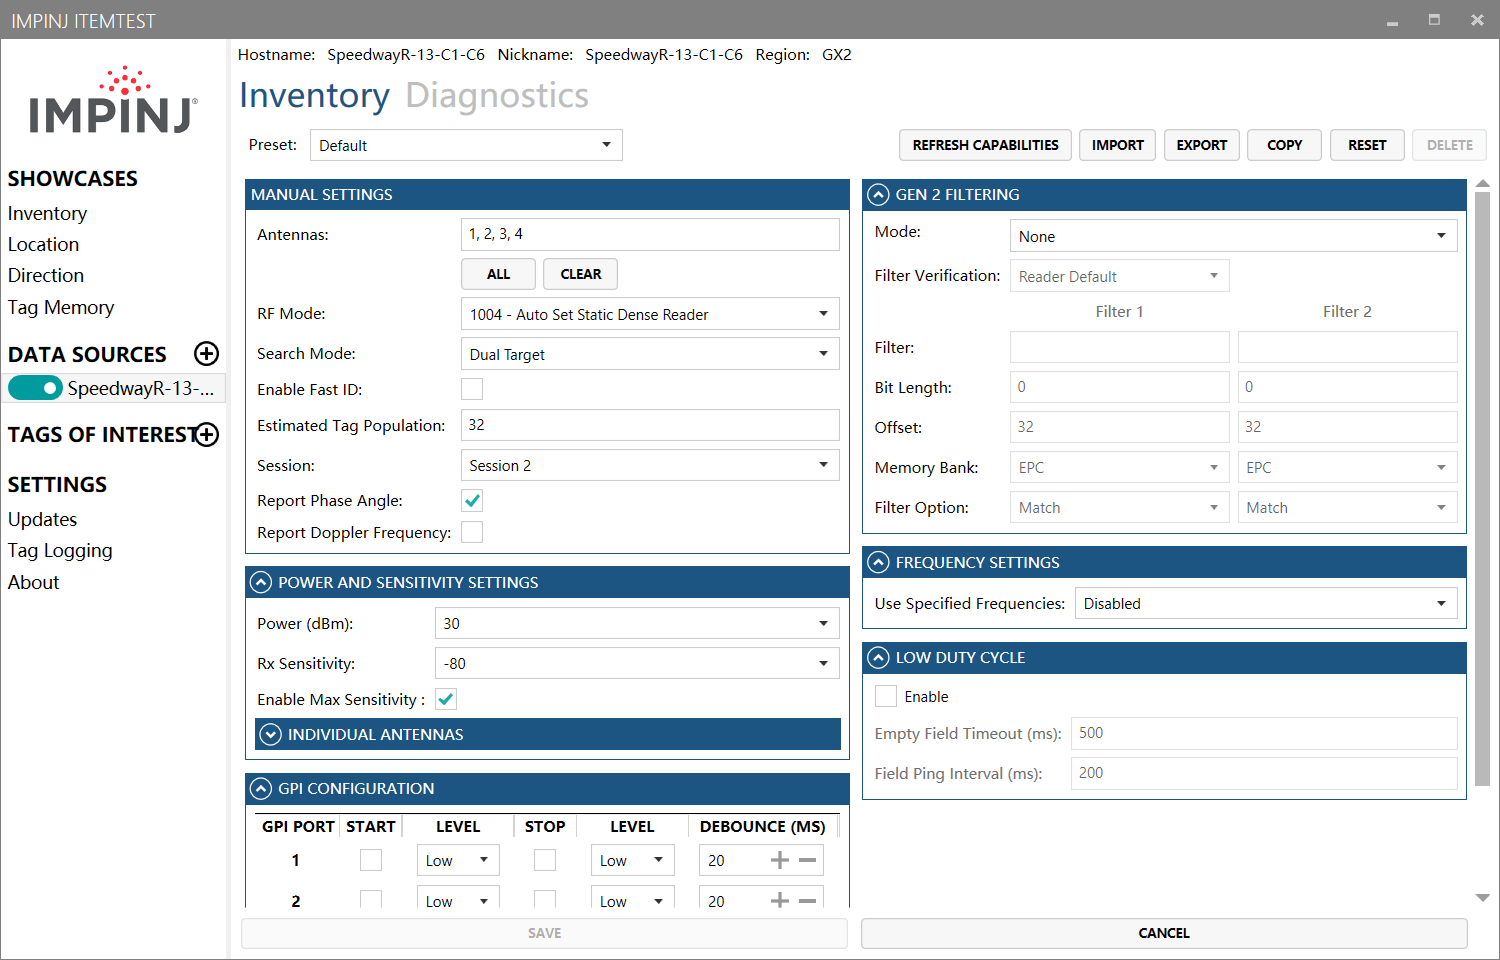 IMPINJ ITEMTEST
IMPINJ®
SHOWCASES
Inventory
Location
Direction
Tag Memory
DATA SOURCES
SpeedwayR-13-...
TAGS OF INTEREST
SETTINGS
Updates
Tag Logging
About
Hostname: SpeedwayR-13-C1-C6 Nickname: SpeedwayR-13-C1-C6 Region: GX2
Inventory Diagnostics
Preset: Default
REFRESH CAPABILITIES IMPORT EXPORT COPY RESET DELETE
MANUAL SETTINGS
Antennas: 1, 2, 3, 4
ALL CLEAR
RF Mode: 1004 - Auto Set Static Dense Reader
Search Mode: Dual Target
Enable Fast ID:
Estimated Tag Population: 32
Session: Session 2
Report Phase Angle:
Report Doppler Frequency:
POWER AND SENSITIVITY SETTINGS
Power (dBm): 30
Rx Sensitivity: -80
Enable Max Sensitivity :
INDIVIDUAL ANTENNAS
GPI CONFIGURATION
GPI PORT START LEVEL STOP LEVEL DEBOUNCE (MS)
1 Low Low 20
2 Low Low 20
SAVE
GEN 2 FILTERING
Mode: None
Filter Verification: Reader Default
Filter 1 Filter 2
Filter:
Bit Length: 0 0
Offset: 32 32
Memory Bank: EPC EPC
Filter Option: Match Match
FREQUENCY SETTINGS
Use Specified Frequencies: Disabled
LOW DUTY CYCLE
Enable
Empty Field Timeout (ms): 500
Field Ping Interval (ms): 200
CANCEL